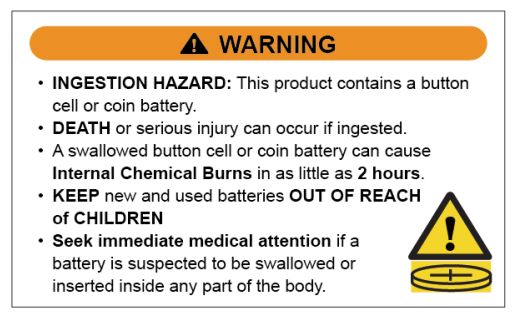 WARNING
• INGESTION HAZARD: This product contains a button
cell or coin battery.
• DEATH or serious injury can occur if ingested.
• A swallowed button cell or coin battery can cause
Internal Chemical Burns in as little as 2 hours.
• KEEP new and used batteries OUT OF REACH
of CHILDREN
• Seek immediate medical attention if a
battery is suspected to be swallowed or
inserted inside any part of the body.